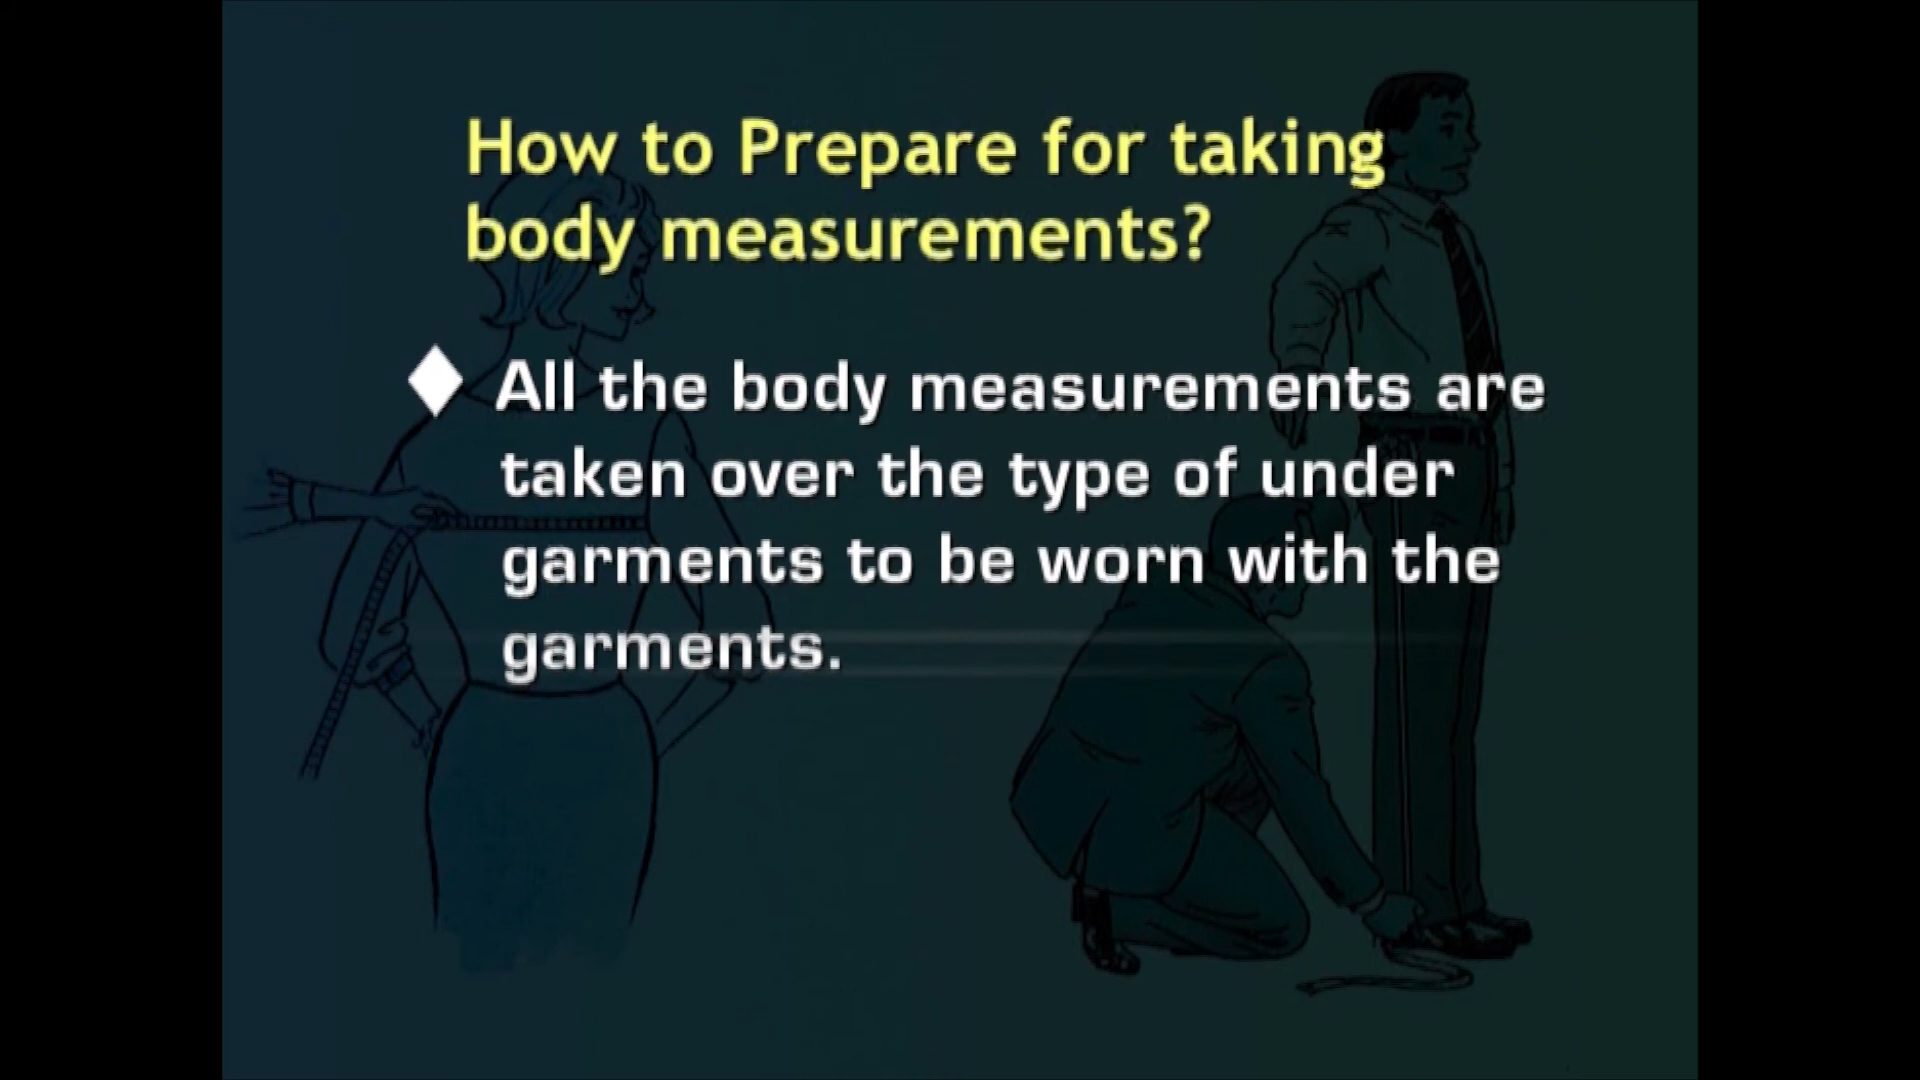 How to Prepare for taking
body measurements?
All the body measurements are
taken over the type of under
garments to be worn with the
garments.